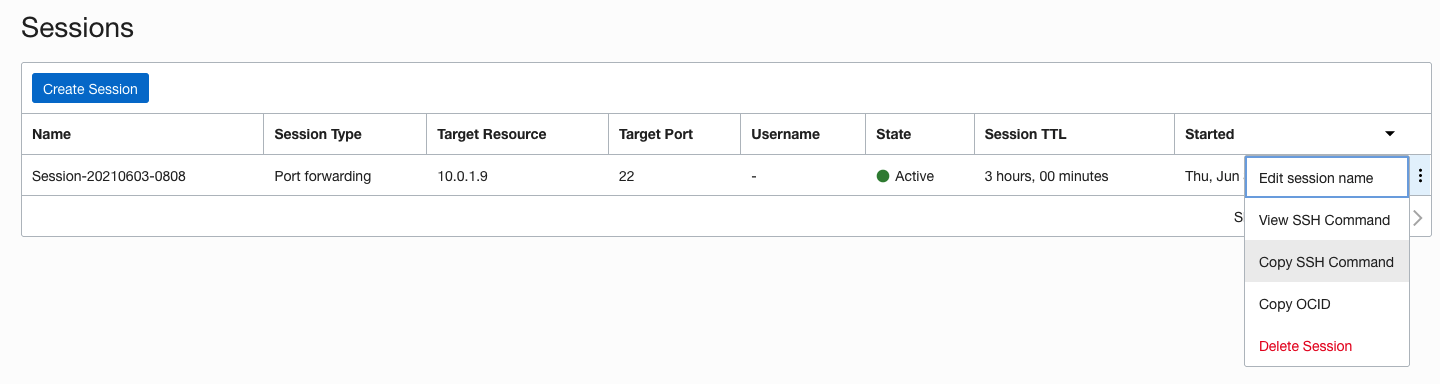 Sessions
Create Session
Name Session Type Target Resource Target Port Username State Session TTL Started
Session-20210603-0808 Port forwarding 10.0.1.9 22 - Active 3 hours, 00 minutes Thu, Jun
Edit session name
View SSH Command
Copy SSH Command
Copy OCID
Delete Session